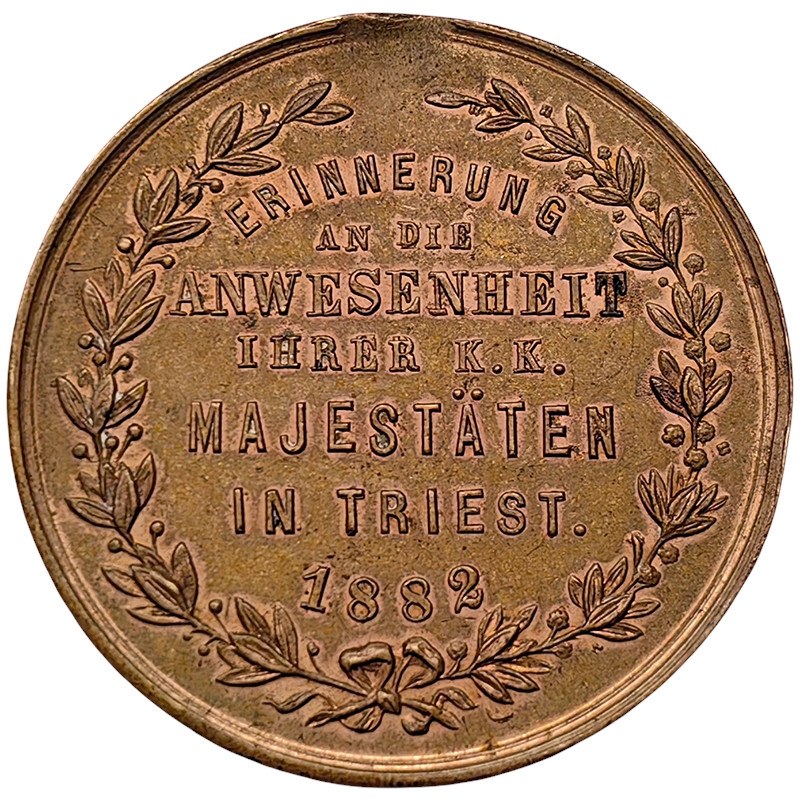 ERINNERUNG
AN DIE
ANWESENHEIT
IHRER K.K.
MAJESTÄTEN
IN TRIEST.
1882